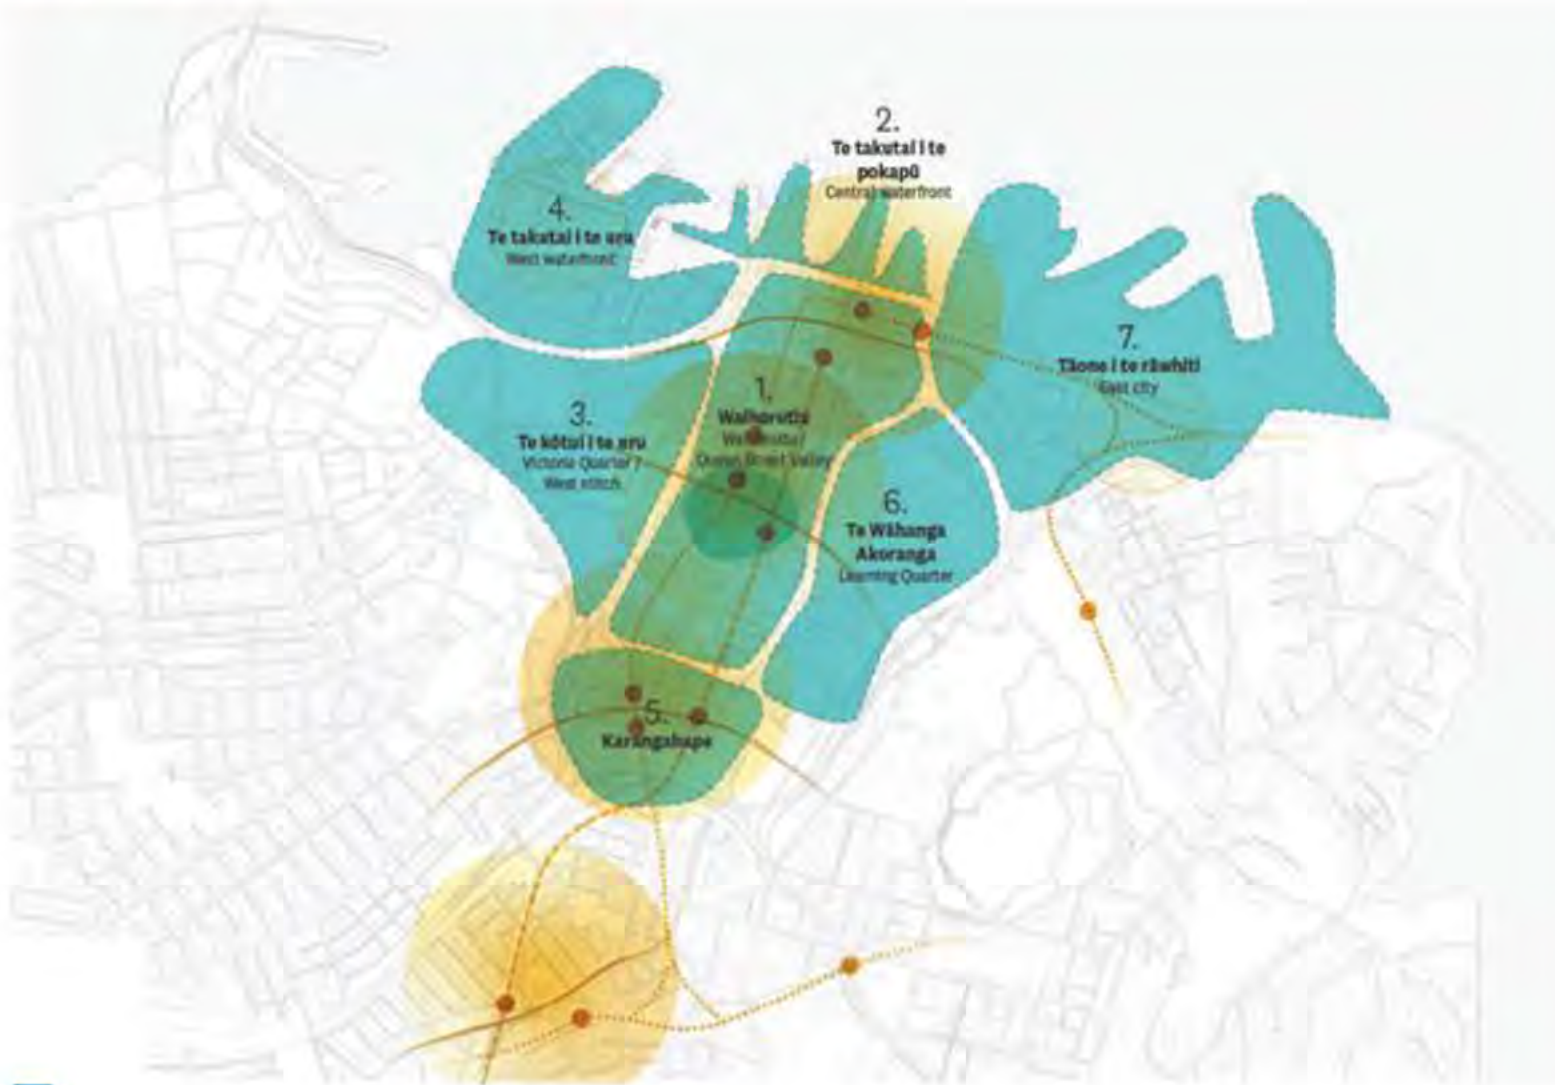 2.
Te takutai i te
pokapū
Central waterfront
4.
Te takutai i te uru
West waterfront
7.
Tāone i te rāwhiti
East city
1.
Waihorotiu
Waihorotiu /
Queen Street Valley
3.
Te kōtui i te uru
Victoria Quarter /
West stitch
6.
Te Wāhanga
Akoranga
Learning Quarter
5.
Karangahape